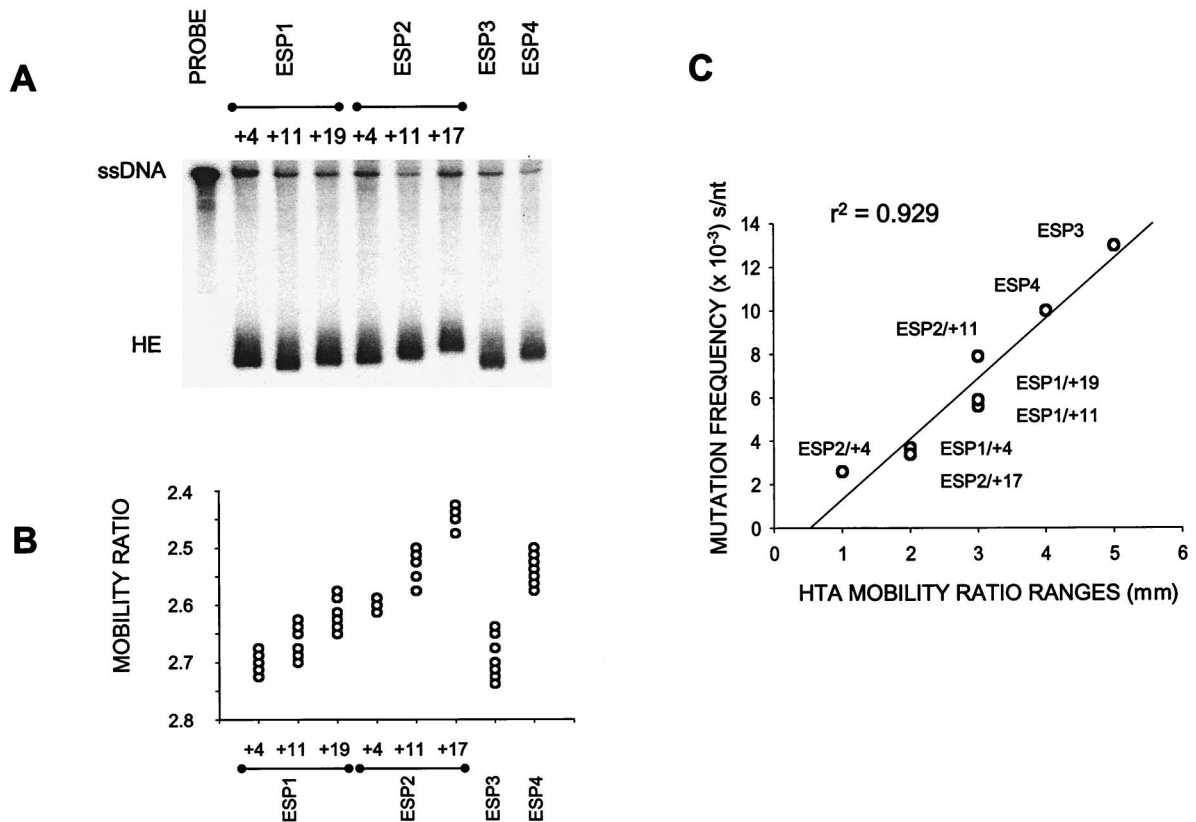 A
PROBE
ESP1
ESP2
ESP3
ESP4
+4 +11 +19 +4 +11 +17
ssDNA
HE
B
MOBILITY RATIO
2.4
2.5
2.6
2.7
2.8
+4 +11 +19 +4 +11 +17
ESP1
ESP2
ESP3
ESP4
C
r² = 0.929
MUTATION FREQUENCY (x 10⁻³) s/nt
14
12
10
8
6
4
2
0
ESP3
ESP4
ESP2/+11
ESP1/+19
ESP1/+11
ESP2/+4
ESP1/+4
ESP2/+17
0 1 2 3 4 5 6
HTA MOBILITY RATIO RANGES (mm)